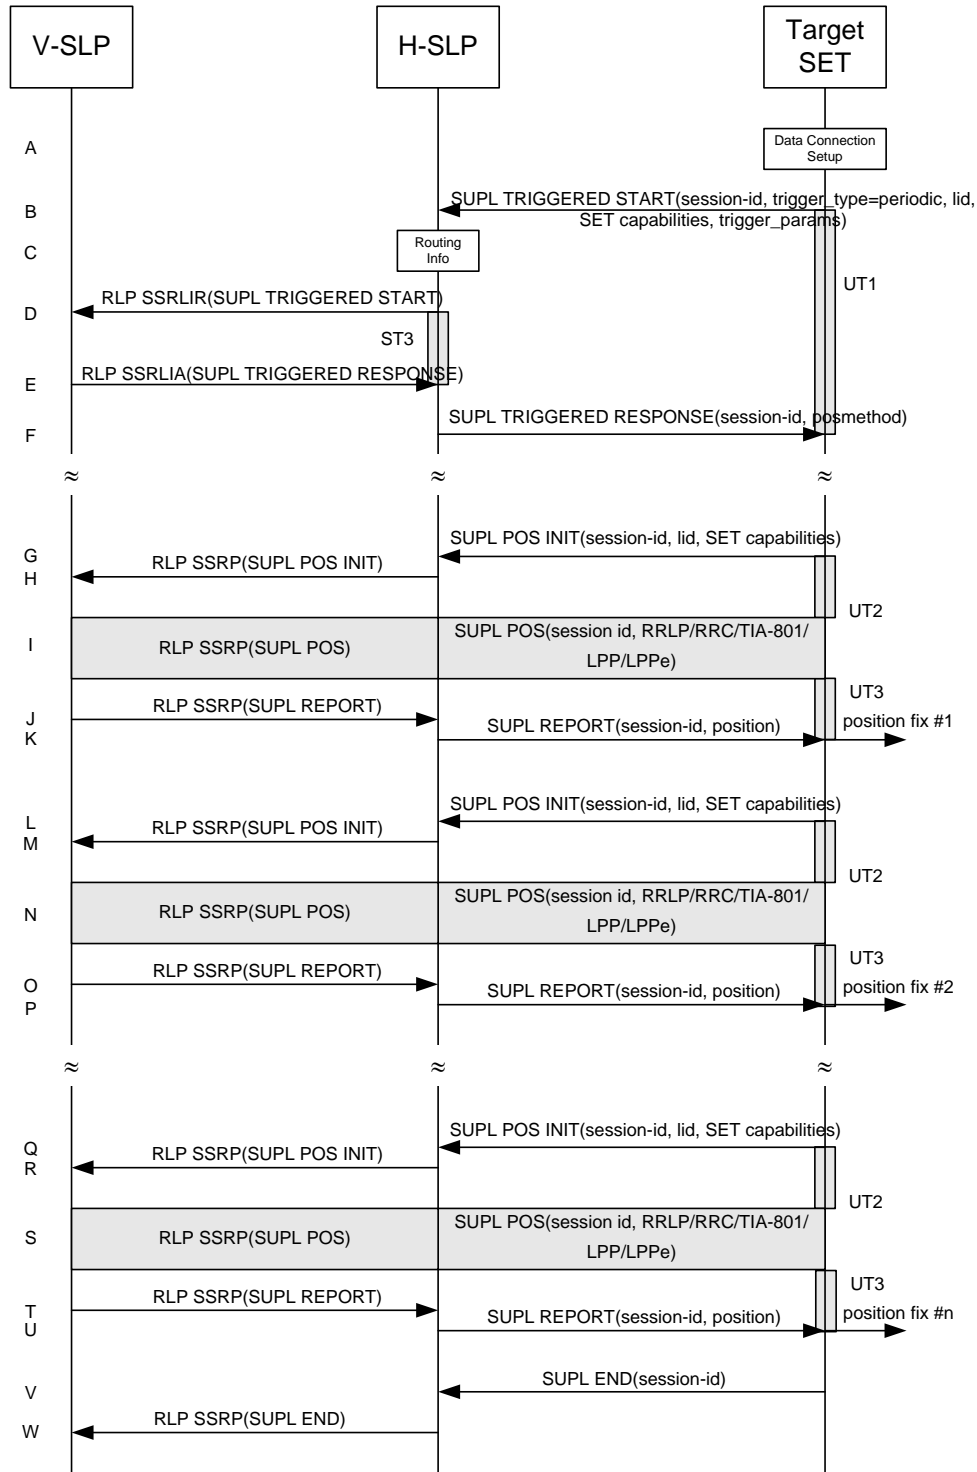 V-SLP
H-SLP
Target
SET
A
Data Connection
Setup
B
SUPL TRIGGERED START(session-id, trigger_type=periodic, lid,
SET capabilities, trigger_params)
C
Routing
Info
UT1
D
RLP SSRLIR(SUPL TRIGGERED START)
ST3
E
RLP SSRLIA(SUPL TRIGGERED RESPONSE)
F
SUPL TRIGGERED RESPONSE(session-id, posmethod)
≈
≈
≈
G
SUPL POS INIT(session-id, lid, SET capabilities)
H
RLP SSRP(SUPL POS INIT)
UT2
I
RLP SSRP(SUPL POS)
SUPL POS(session id, RRLP/RRC/TIA-801/
LPP/LPPe)
J
RLP SSRP(SUPL REPORT)
UT3
K
SUPL REPORT(session-id, position)
position fix #1
L
SUPL POS INIT(session-id, lid, SET capabilities)
M
RLP SSRP(SUPL POS INIT)
UT2
N
RLP SSRP(SUPL POS)
SUPL POS(session id, RRLP/RRC/TIA-801/
LPP/LPPe)
O
RLP SSRP(SUPL REPORT)
UT3
P
SUPL REPORT(session-id, position)
position fix #2
≈
≈
≈
Q
SUPL POS INIT(session-id, lid, SET capabilities)
R
RLP SSRP(SUPL POS INIT)
UT2
S
RLP SSRP(SUPL POS)
SUPL POS(session id, RRLP/RRC/TIA-801/
LPP/LPPe)
T
RLP SSRP(SUPL REPORT)
UT3
U
SUPL REPORT(session-id, position)
position fix #n
V
SUPL END(session-id)
W
RLP SSRP(SUPL END)